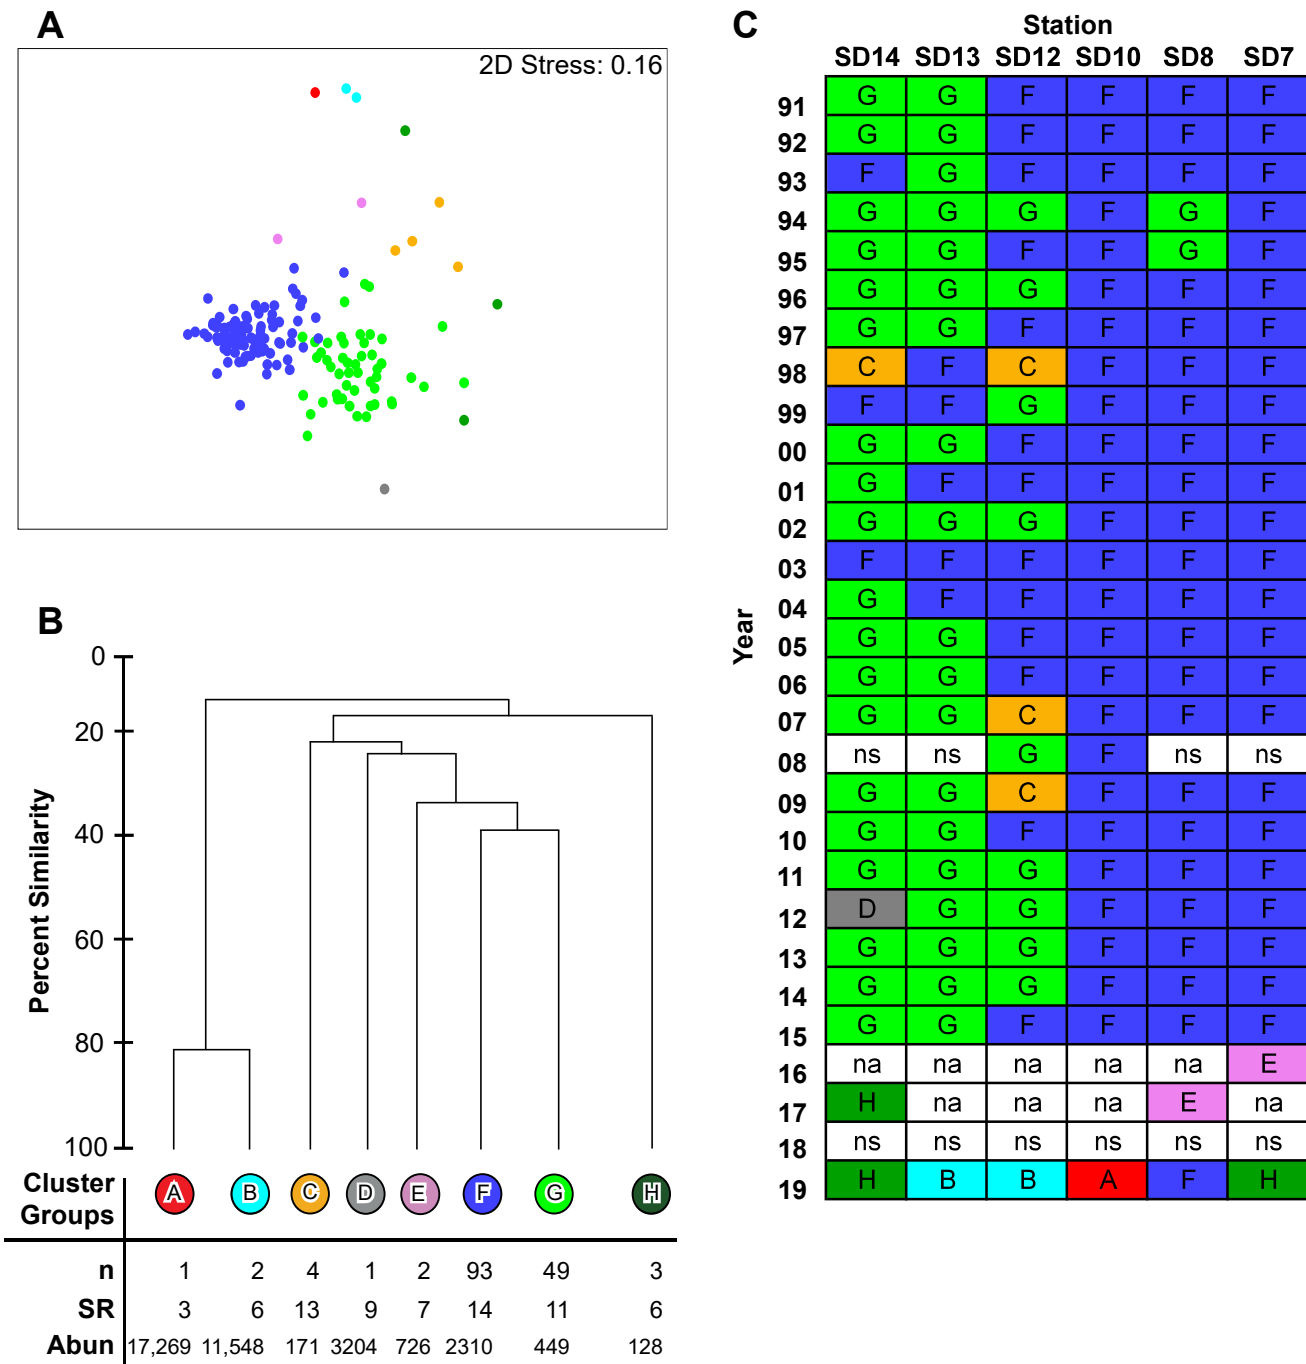 A
2D Stress: 0.16
B
0
20
40
60
80
100
Percent Similarity
Cluster Groups
A B C D E F G H
n 1 2 4 1 2 93 49 3
SR 3 6 13 9 7 14 11 6
Abun 17,269 11,548 171 3204 726 2310 449 128
C
Station
SD14 SD13 SD12 SD10 SD8 SD7
Year
91 G G F F F F
92 G G F F F F
93 F G F F F F
94 G G G F G F
95 G G F F G F
96 G G G F F F
97 G G F F F F
98 C F C F F F
99 F F G F F F
00 G G F F F F
01 G F F F F F
02 G G G F F F
03 F F F F F F
04 G F F F F F
05 G G F F F F
06 G G F F F F
07 G G C F F F
08 ns ns G F ns ns
09 G G C F F F
10 G G F F F F
11 G G G F F F
12 D G G F F F
13 G G G F F F
14 G G G F F F
15 G G F F F F
16 na na na na na E
17 H na na na E na
18 ns ns ns ns ns ns
19 H B B A F H